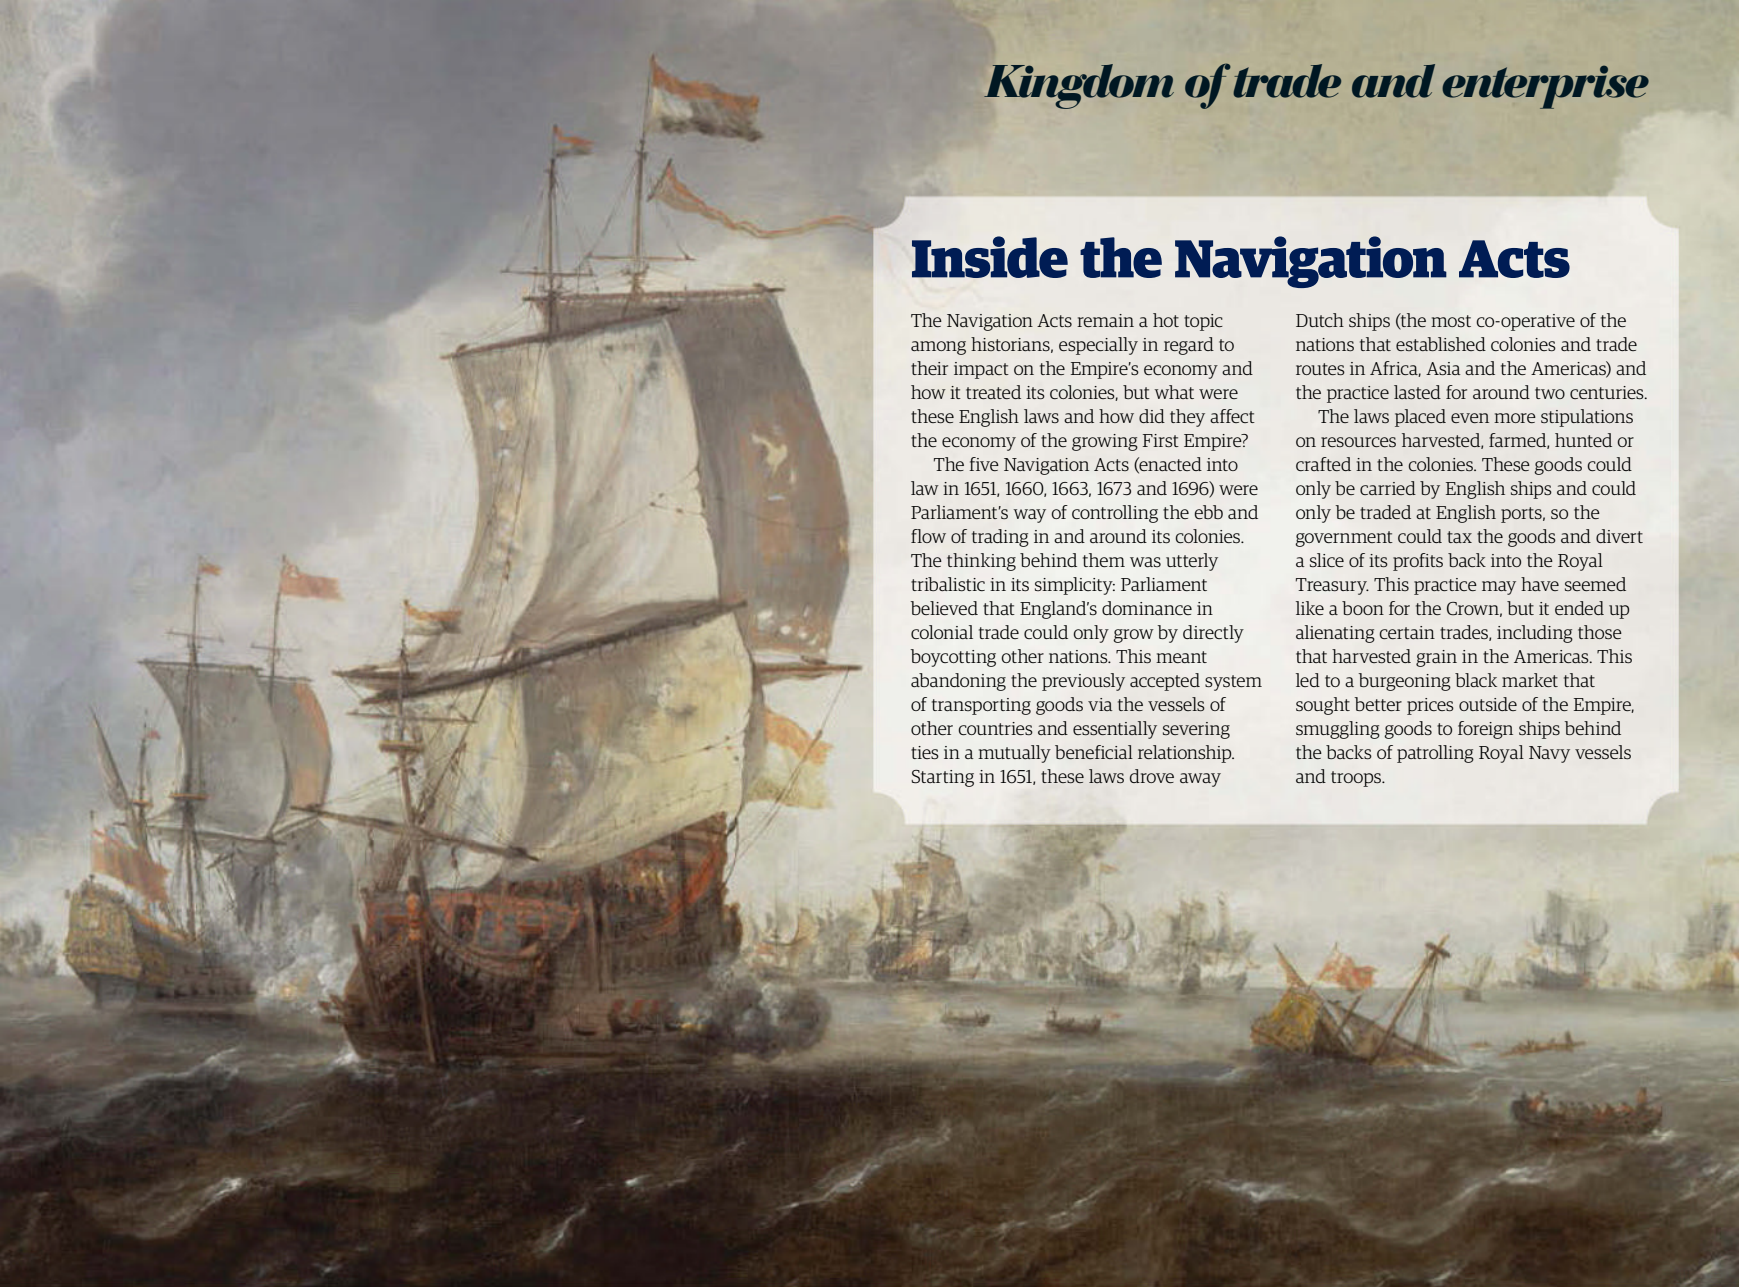 Kingdom of trade and enterprise
Inside the Navigation Acts
The Navigation Acts remain a hot topic
among historians, especially in regard to
their impact on the Empire's economy and
how it treated its colonies, but what were
these English laws and how did they affect
the economy of the growing First Empire?
The five Navigation Acts (enacted into
law in 1651, 1660, 1663, 1673 and 1696) were
Parliament's way of controlling the ebb and
flow of trading in and around its colonies.
The thinking behind them was utterly
tribalistic in its simplicity: Parliament
believed that England's dominance in
colonial trade could only grow by directly
boycotting other nations. This meant
abandoning the previously accepted system
of transporting goods via the vessels of
other countries and essentially severing
ties in a mutually beneficial relationship.
Starting in 1651, these laws drove away
Dutch ships (the most co-operative of the
nations that established colonies and trade
routes in Africa, Asia and the Americas) and
the practice lasted for around two centuries.
The laws placed even more stipulations
on resources harvested, farmed, hunted or
crafted in the colonies. These goods could
only be carried by English ships and could
only be traded at English ports, so the
government could tax the goods and divert
a slice of its profits back into the Royal
Treasury. This practice may have seemed
like a boon for the Crown, but it ended up
alienating certain trades, including those
that harvested grain in the Americas. This
led to a burgeoning black market that
sought better prices outside of the Empire,
smuggling goods to foreign ships behind
the backs of patrolling Royal Navy vessels
and troops.